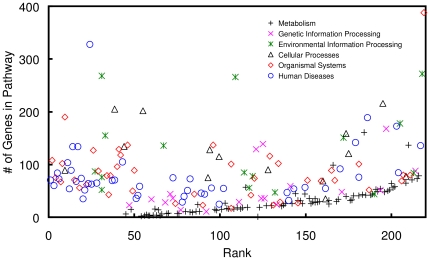 # of Genes in Pathway
400
300
200
100
0
Metabolism
Genetic Information Processing
Environmental Information Processing
Cellular Processes
Organismal Systems
Human Diseases
0 50 100 150 200
Rank